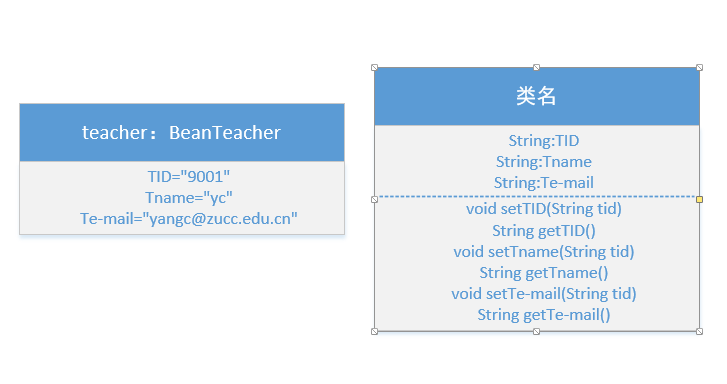 teacher：BeanTeacher
TID="9001"
Tname="yc"
Te-mail="yangc@zucc.edu.cn"
类名
String:TID
String:Tname
String:Te-mail
void setTID(String tid)
String getTID()
void setTname(String tid)
String getTname()
void setTe-mail(String tid)
String getTe-mail()